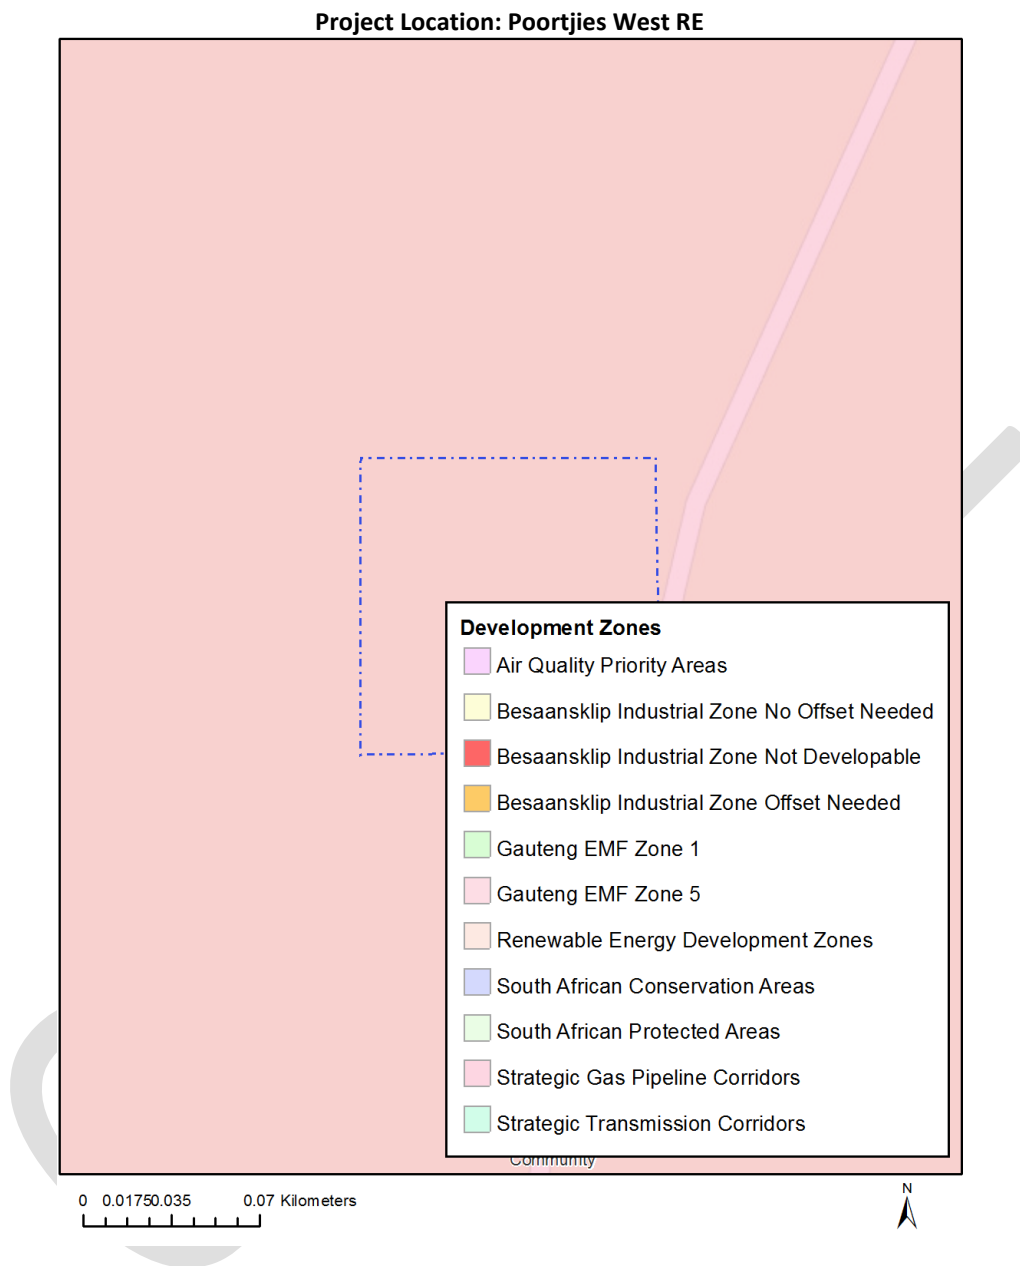 Project Location: Poortjies West RE
Development Zones
Air Quality Priority Areas
Besaansklip Industrial Zone No Offset Needed
Besaansklip Industrial Zone Not Developable
Besaansklip Industrial Zone Offset Needed
Gauteng EMF Zone 1
Gauteng EMF Zone 5
Renewable Energy Development Zones
South African Conservation Areas
South African Protected Areas
Strategic Gas Pipeline Corridors
Strategic Transmission Corridors
Community
0 0.01750.035 0.07 Kilometers
N